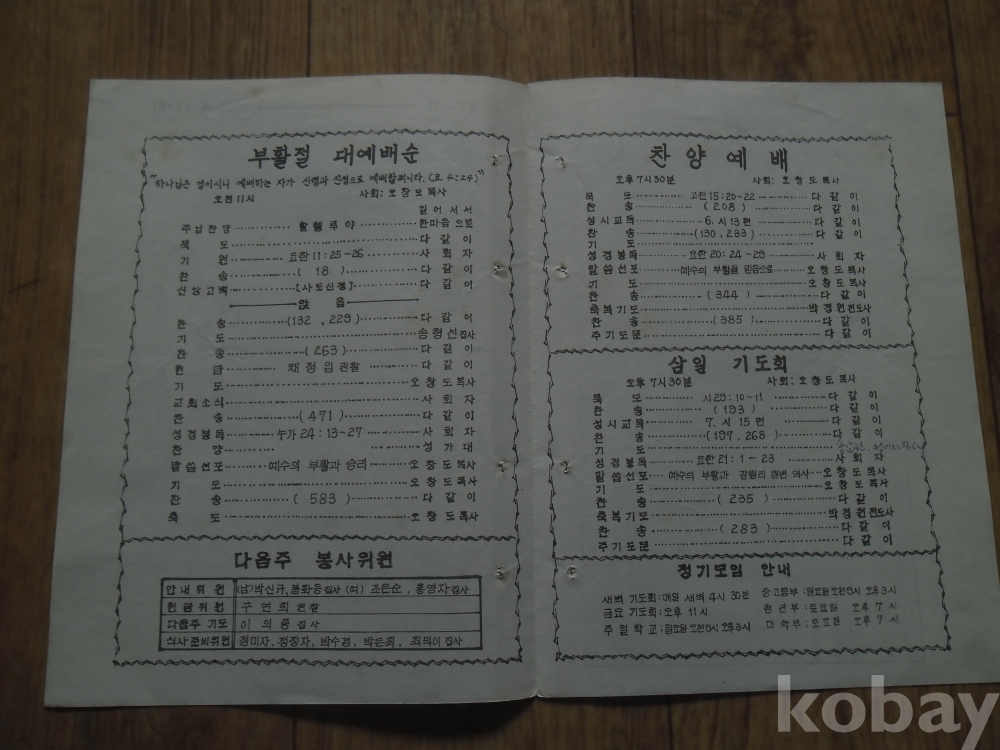 부활절 대예배순
"하나님은 영이시니 예배하는 자가 신령과 진정으로 예배할찌니라. (요 4:24)"
오전 11시 사회: 오창도목사
일어서서
주님찬양 할렐루야 한마음으로
묵도 다같이
기원 요한 11:25~26 사회자
찬송 (18) 다같이
신앙고백 [사도신경] 다같이
앉음
찬송 (132, 229) 다같이
기도 송형선집사
찬송 (263) 다같이
헌금 채정임권찰 다같이
기도 오창도목사
교회소식 사회자
찬송 (471) 다같이
성경봉독 누가 24:13-27 사회자
찬양 성가대
말씀선포 예수의 부활과 승리 오창도목사
기도 오창도목사
찬송 (583) 다같이
축도 오창도목사
다음주 봉사위원
안내위원 (남)박신규, 봉화웅집사 (여) 조은순, 홍영자집사
헌금위원 구연희권찰
다음주 기도 이의종집사
식사준비위원 정미자, 정정자, 박수경, 박은희, 집사
찬양예배
오후 7시 30분 사회: 오창도목사
묵도 고전 15:20-22 다같이
찬송 (208) 다같이
성시교독 6. 시 13편 다같이
찬송 (130, 233) 다같이
기도
성경봉독 요한 20:24-29 사회자
말씀선포 예수의 부활을 믿음으로 오창도목사
기도 오창도목사
찬송 (344) 다같이
축복기도 박경원전도사
찬송 (385) 다같이
주기도문 다같이
삼일 기도회
오후 7시 30분 사회: 오창도목사
묵도 시 29:10-11 다같이
찬송 (193) 다같이
성시교독 7. 시 15편 다같이
찬송 (197, 268) 다같이
기도
성경봉독 요한 21:1-23 사회자
말씀선포 예수의 부활과 갈릴리 해변 역사 오창도목사
기도 오창도목사
찬송 (235) 다같이
축복기도 박경원전도사
찬송 (283) 다같이
주기도문 다같이
정기모임 안내
새벽 기도회: 매일 새벽 4시 30분 중고등부: 일요일 오전 9시 오후 3시
금요 기도회: 오후 11시 청년부: 토요일 오후 7시
주일학교: 일요일 오전 9시 오후 3시 대학부: 토요일 오후 7시
kobay